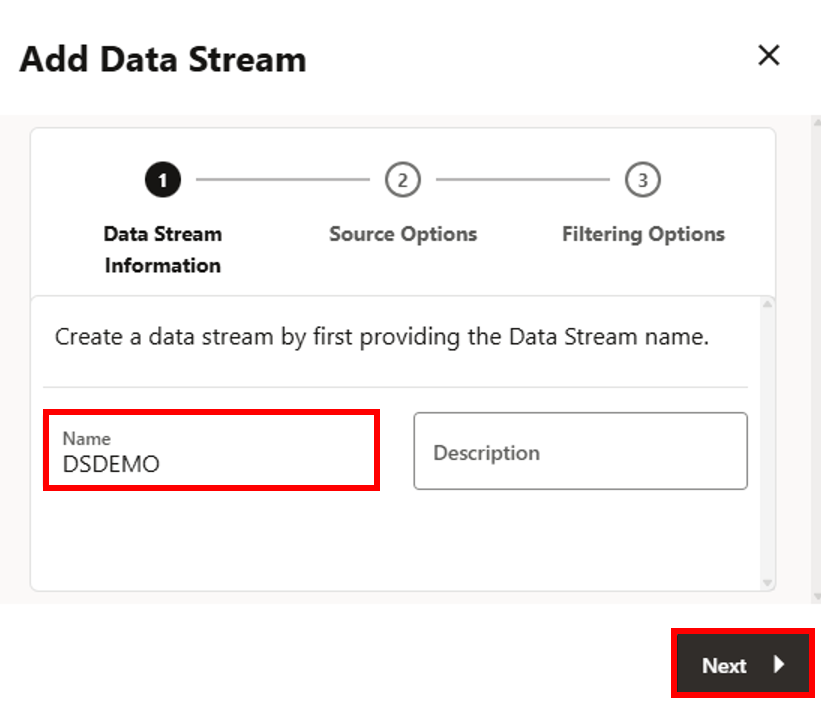 Add Data Stream
1
2
3
Data Stream
Information
Source Options
Filtering Options
Create a data stream by first providing the Data Stream name.
Name
DSDEMO
Description
Next